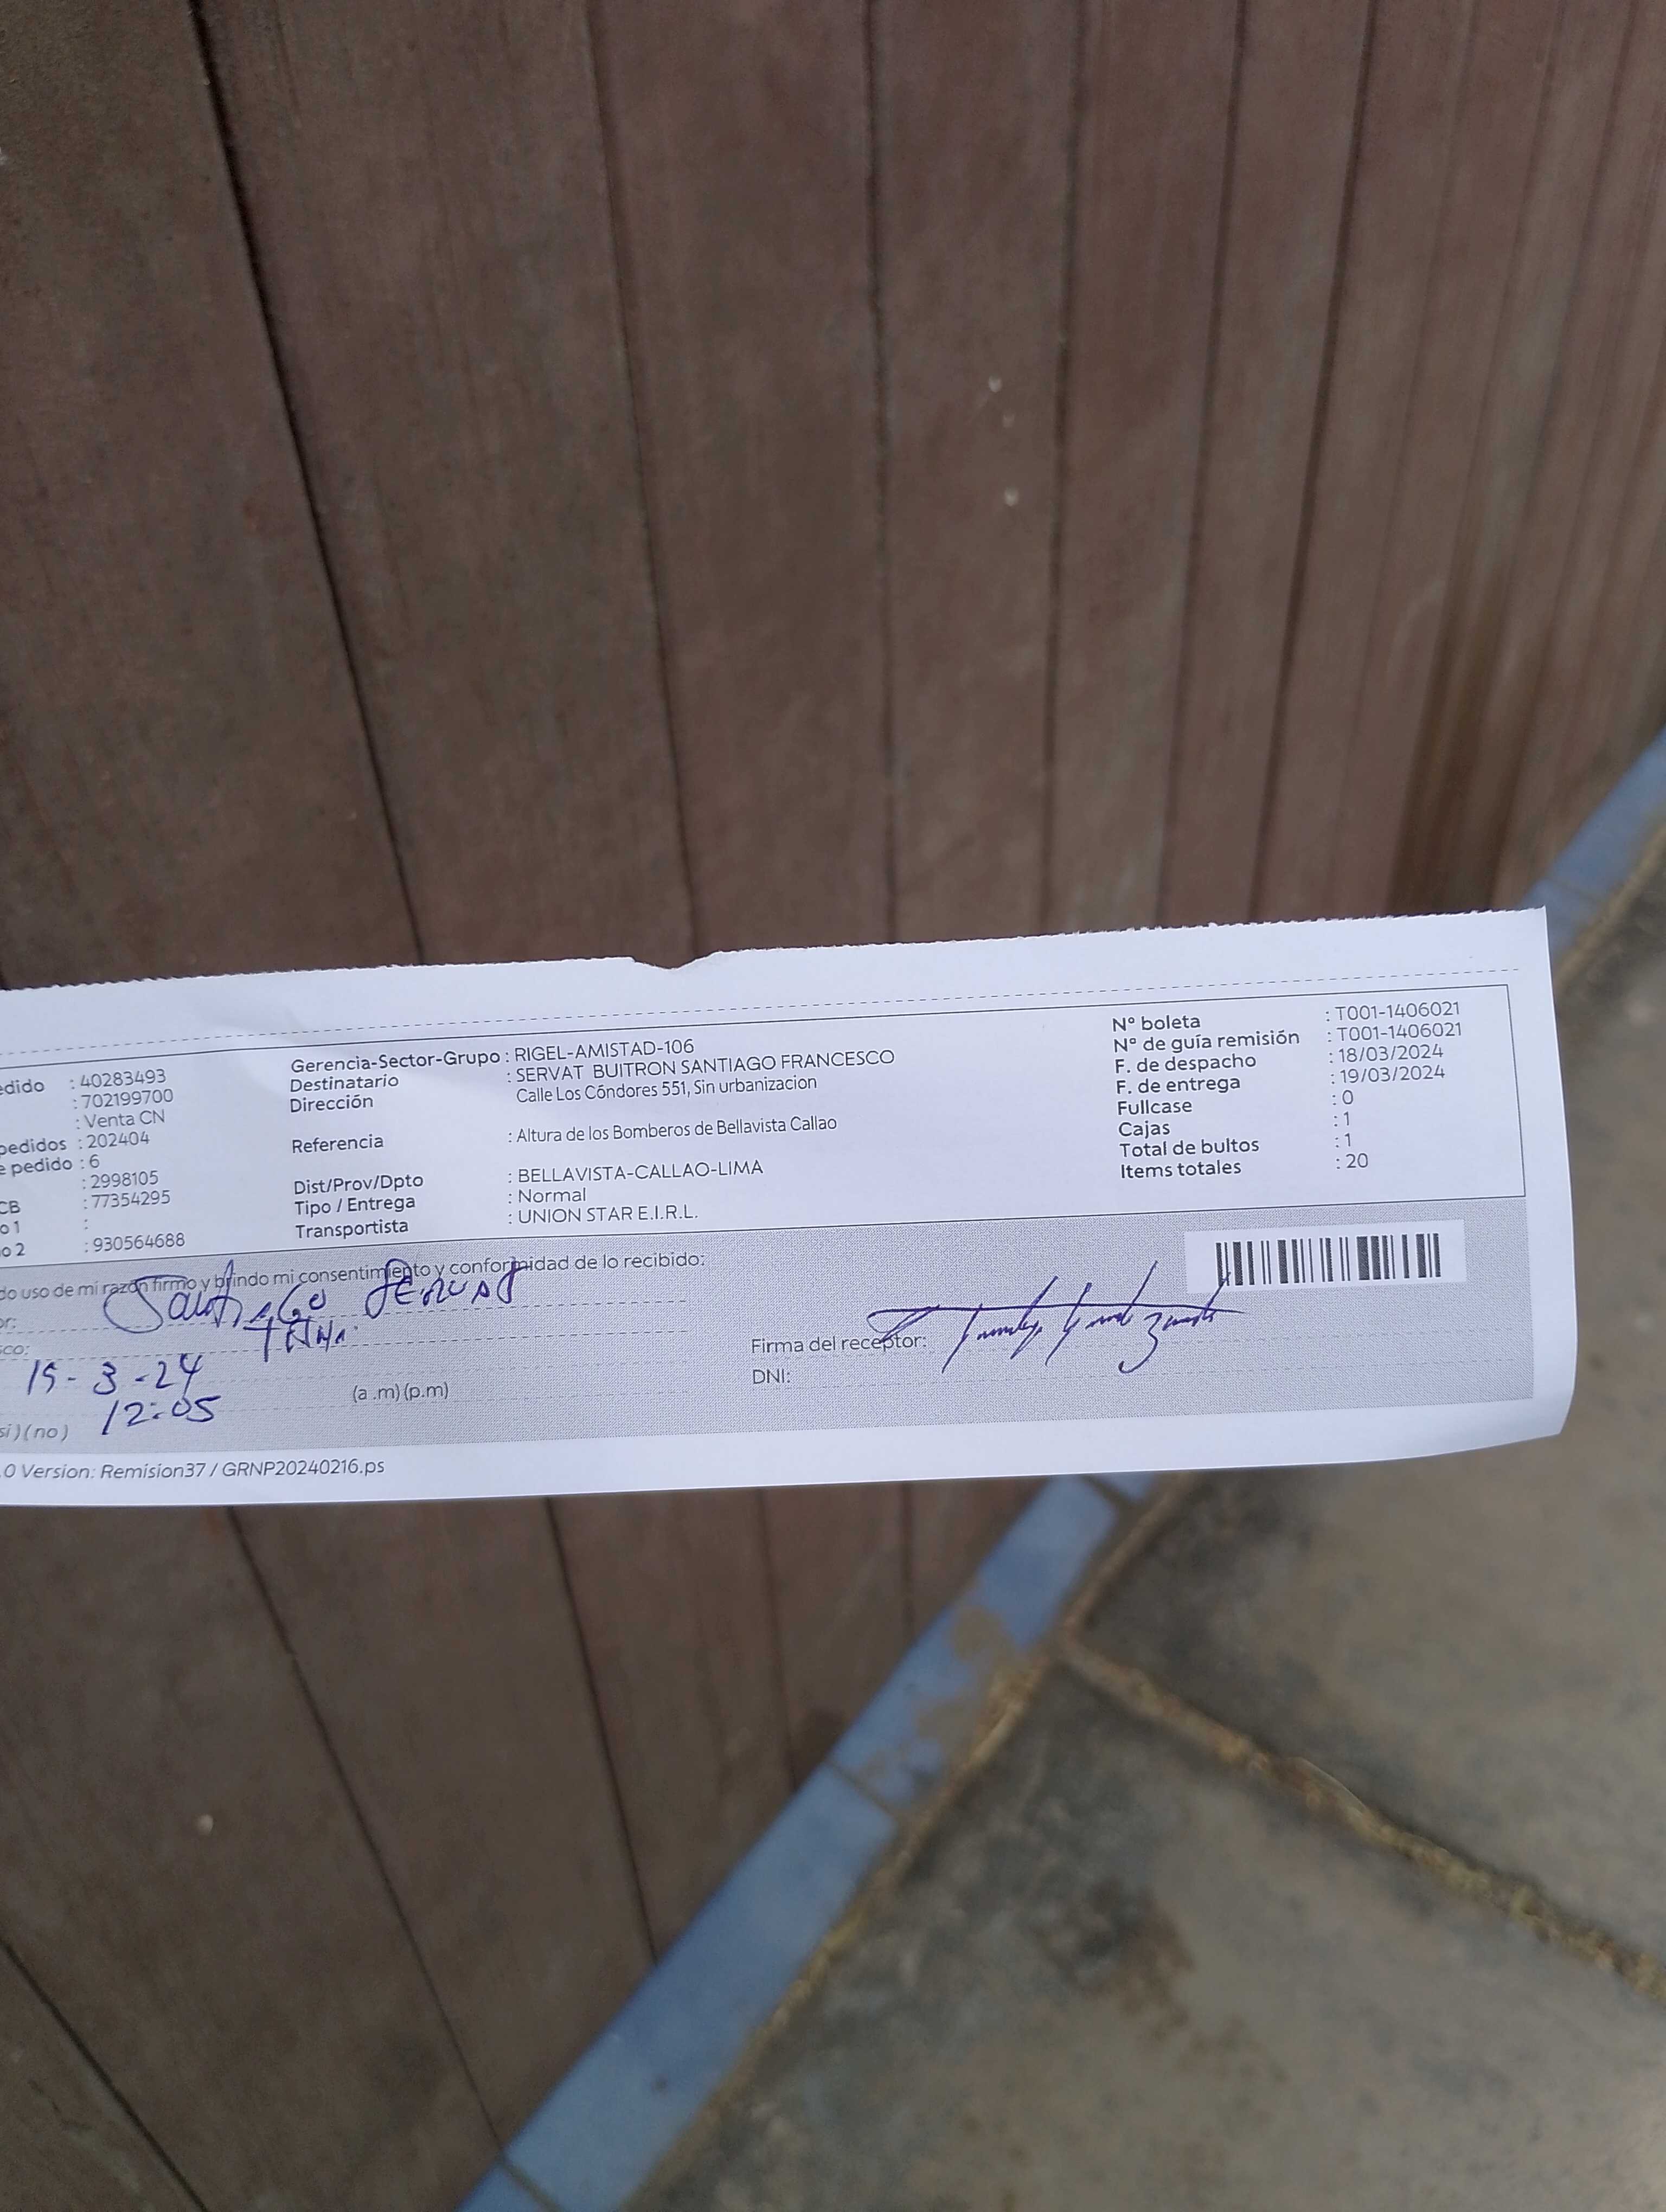 edido : 40283493
: 702199700
: Venta CN
pedidos : 202404
e pedido : 6
: 2998105
CB : 77354295
o 1 :
o 2 : 930564688
Gerencia-Sector-Grupo : RIGEL-AMISTAD-106
Destinatario : SERVAT BUITRON SANTIAGO FRANCESCO
Dirección Calle Los Cóndores 551, Sin urbanizacion
Referencia : Altura de los Bomberos de Bellavista Callao
Dist/Prov/Dpto : BELLAVISTA-CALLAO-LIMA
Tipo / Entrega : Normal
Transportista : UNION STAR E.I.R.L.
N° boleta : T001-1406021
N° de guía remisión : T001-1406021
F. de despacho : 18/03/2024
F. de entrega : 19/03/2024
Fullcase : 0
Cajas : 1
Total de bultos : 1
Items totales : 20
do uso de mi razón firmo y brindo mi consentimiento y conformidad de lo recibido:
or: Santiago
sco:
19-3-24
12:05 (a .m) (p.m)
si ) ( no )
Firma del receptor:
DNI:
.0 Version: Remision37 / GRNP20240216.ps